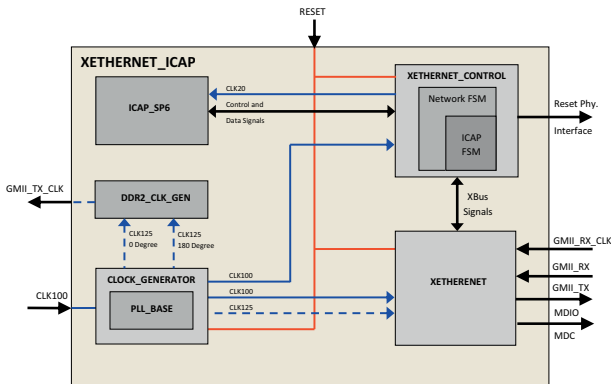 RESET
XETHERNET_ICAP
XETHERNET_CONTROL
ICAP_SP6
CLK20
Control and
Data Signals
Network FSM
ICAP
FSM
Reset Phy.
Interface
GMII_TX_CLK
DDR2_CLK_GEN
XBus
Signals
CLK125
0 Degree
CLK125
180 Degree
GMII_RX_CLK
GMII_RX
GMII_TX
MDIO
MDC
XETHERENET
CLK100
CLOCK_GENERATOR
PLL_BASE
CLK100
CLK100
CLK125